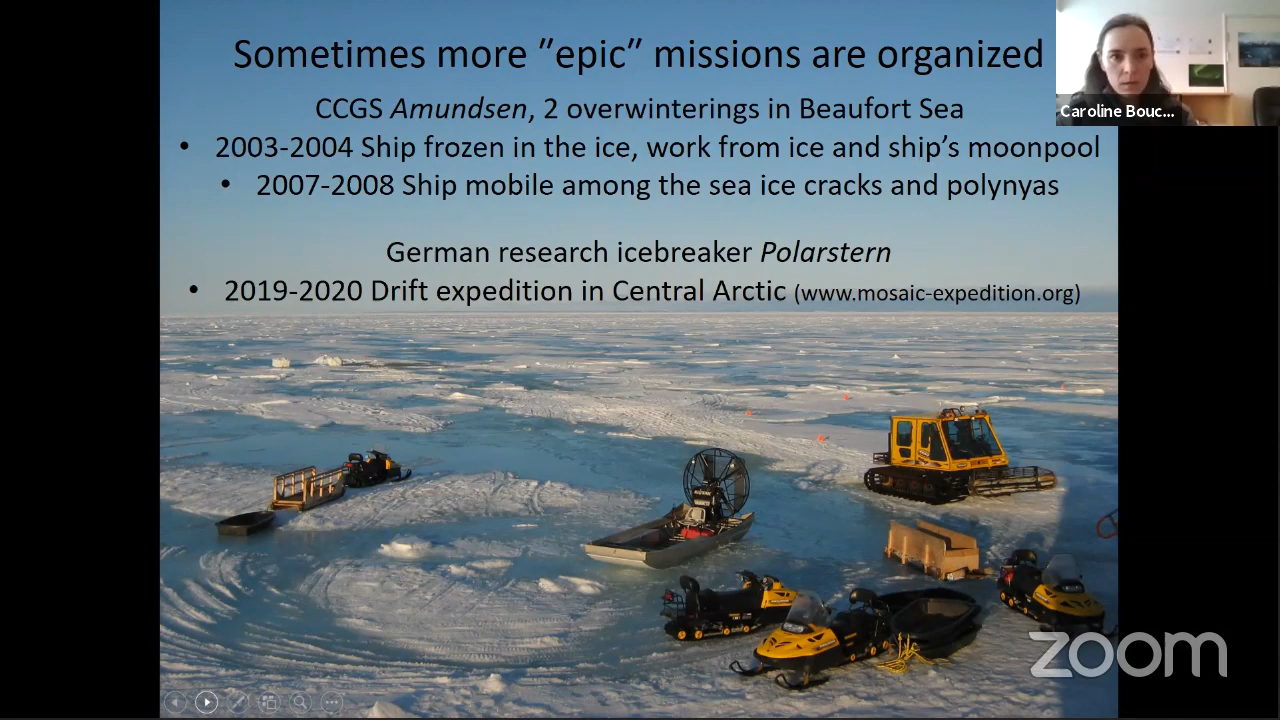 Sometimes more ″epic″ missions are organized
CCGS Amundsen, 2 overwinterings in Beaufort Sea
• 2003-2004 Ship frozen in the ice, work from ice and ship’s moonpool
• 2007-2008 Ship mobile among the sea ice cracks and polynyas
German research icebreaker Polarstern
• 2019-2020 Drift expedition in Central Arctic (www.mosaic-expedition.org)
Caroline Bouc...
zoom